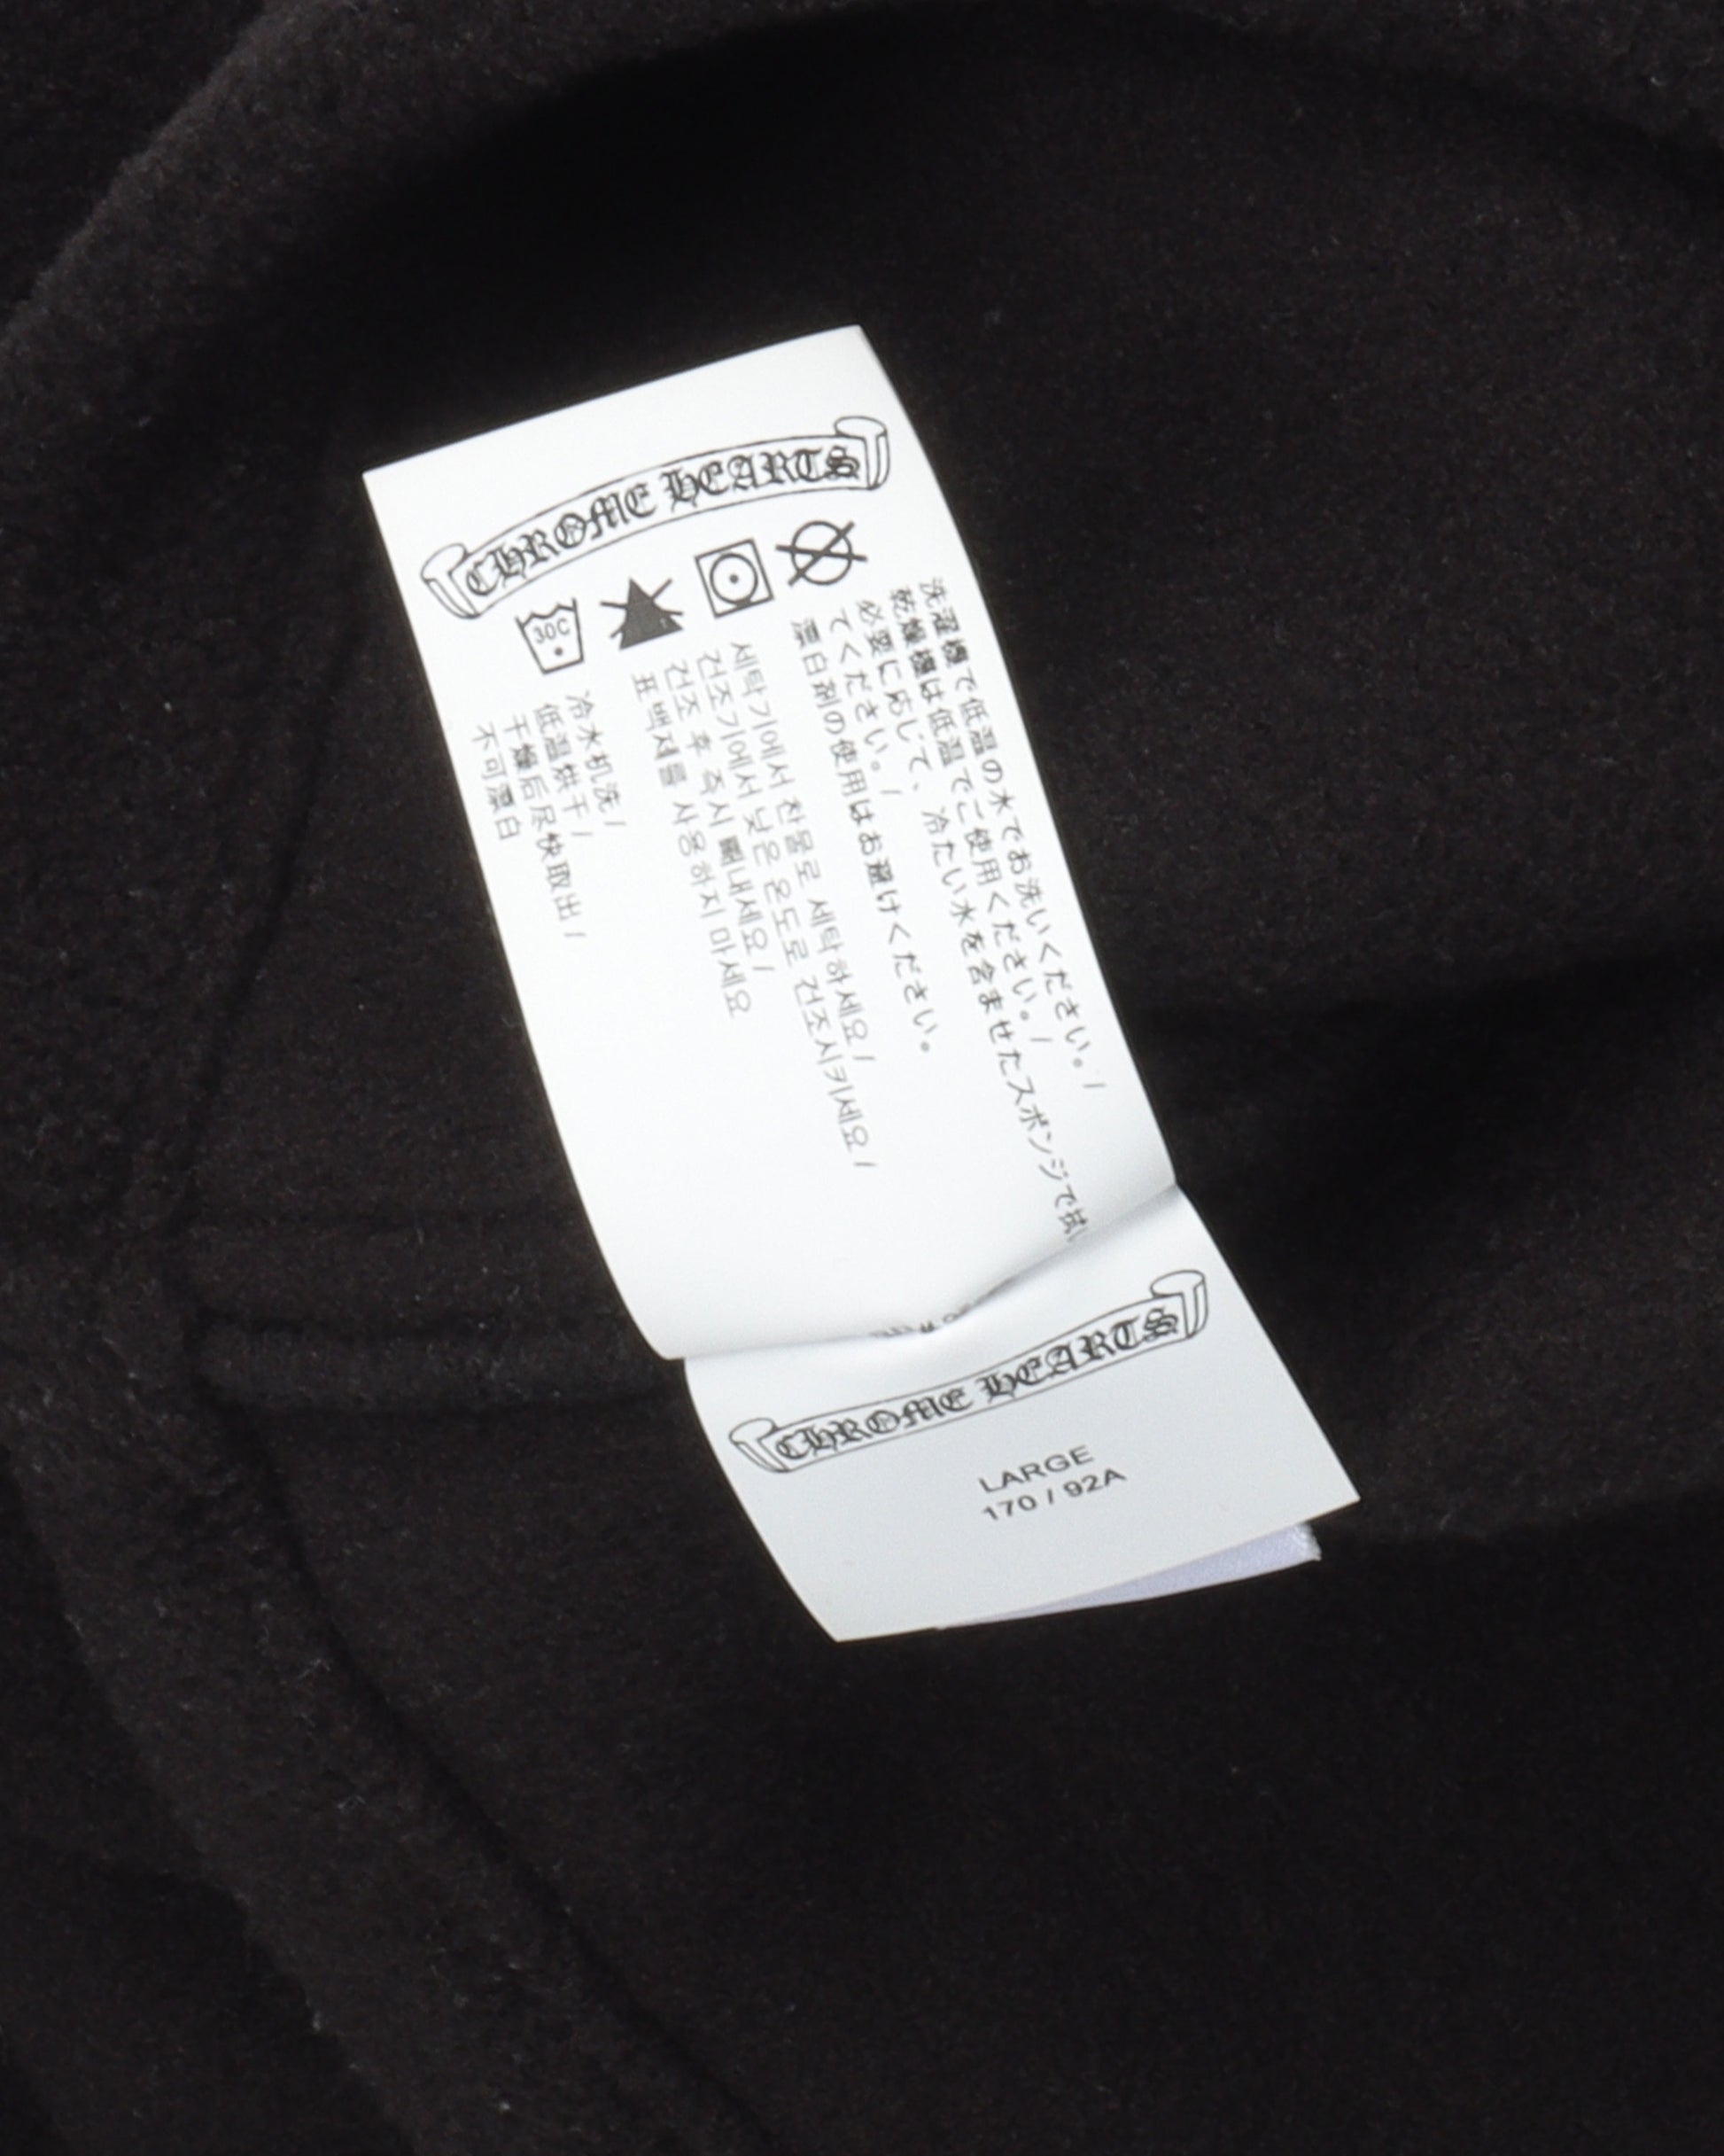 CHROME HEARTS
30C
洗濯機で低温の水でお洗いください。/
乾燥機は低温でご使用ください。/
必要に応じて、冷たい水を含ませたスポンジで拭い
てください。/
漂白剤の使用はお避けください。
세탁기에서 찬물로 세탁하세요/
건조기에서 낮은 온도로 건조시키세요/
건조 후 즉시 빼내세요/
표백제를 사용하지 마세요
冷水机洗/
低温烘干/
干燥后尽快取出/
不可漂白
CHROME HEARTS
LARGE
170 / 92A